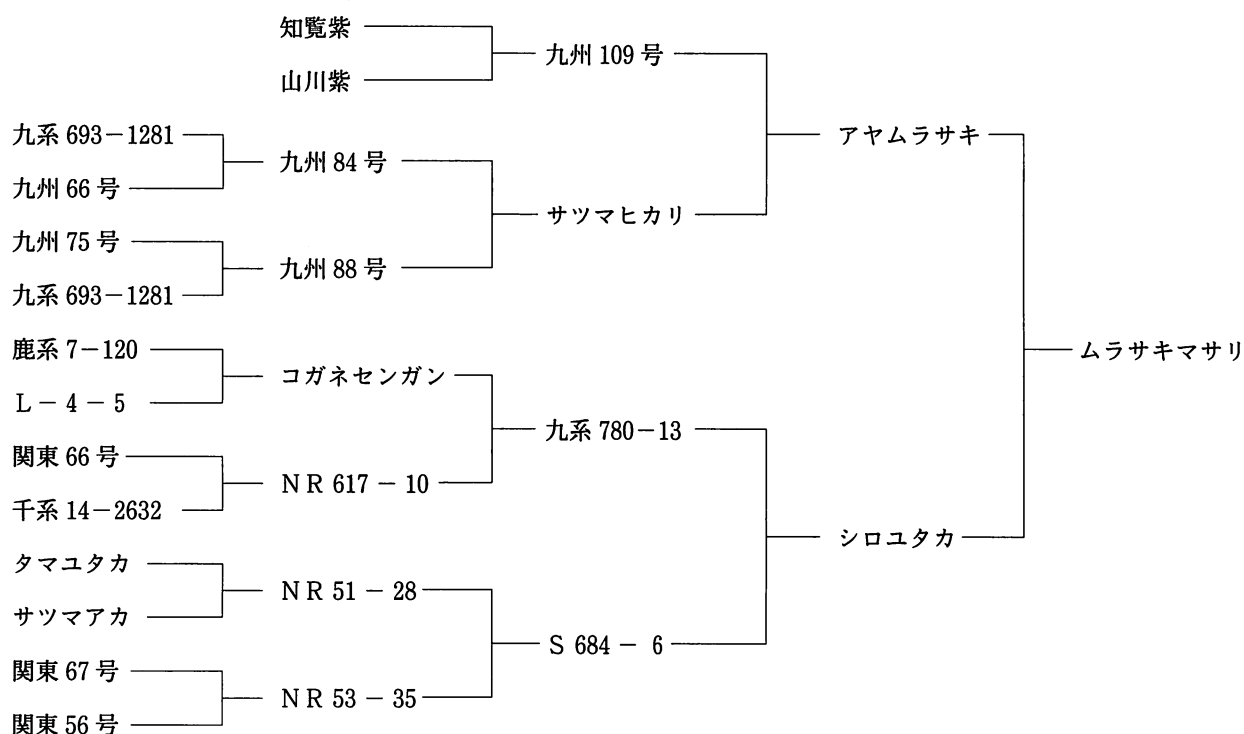 知覧紫
九州 109 号
山川紫
九系 693－1281
アヤムラサキ
九州 84 号
九州 66 号
サツマヒカリ
九州 75 号
九州 88 号
九系 693－1281
鹿系 7－120
ムラサキマサリ
コガネセンガン
L － 4 － 5
九系 780－13
関東 66 号
NR 617 － 10
千系 14－2632
シロユタカ
タマユタカ
NR 51 － 28
サツマアカ
S 684 － 6
関東 67 号
NR 53 － 35
関東 56 号